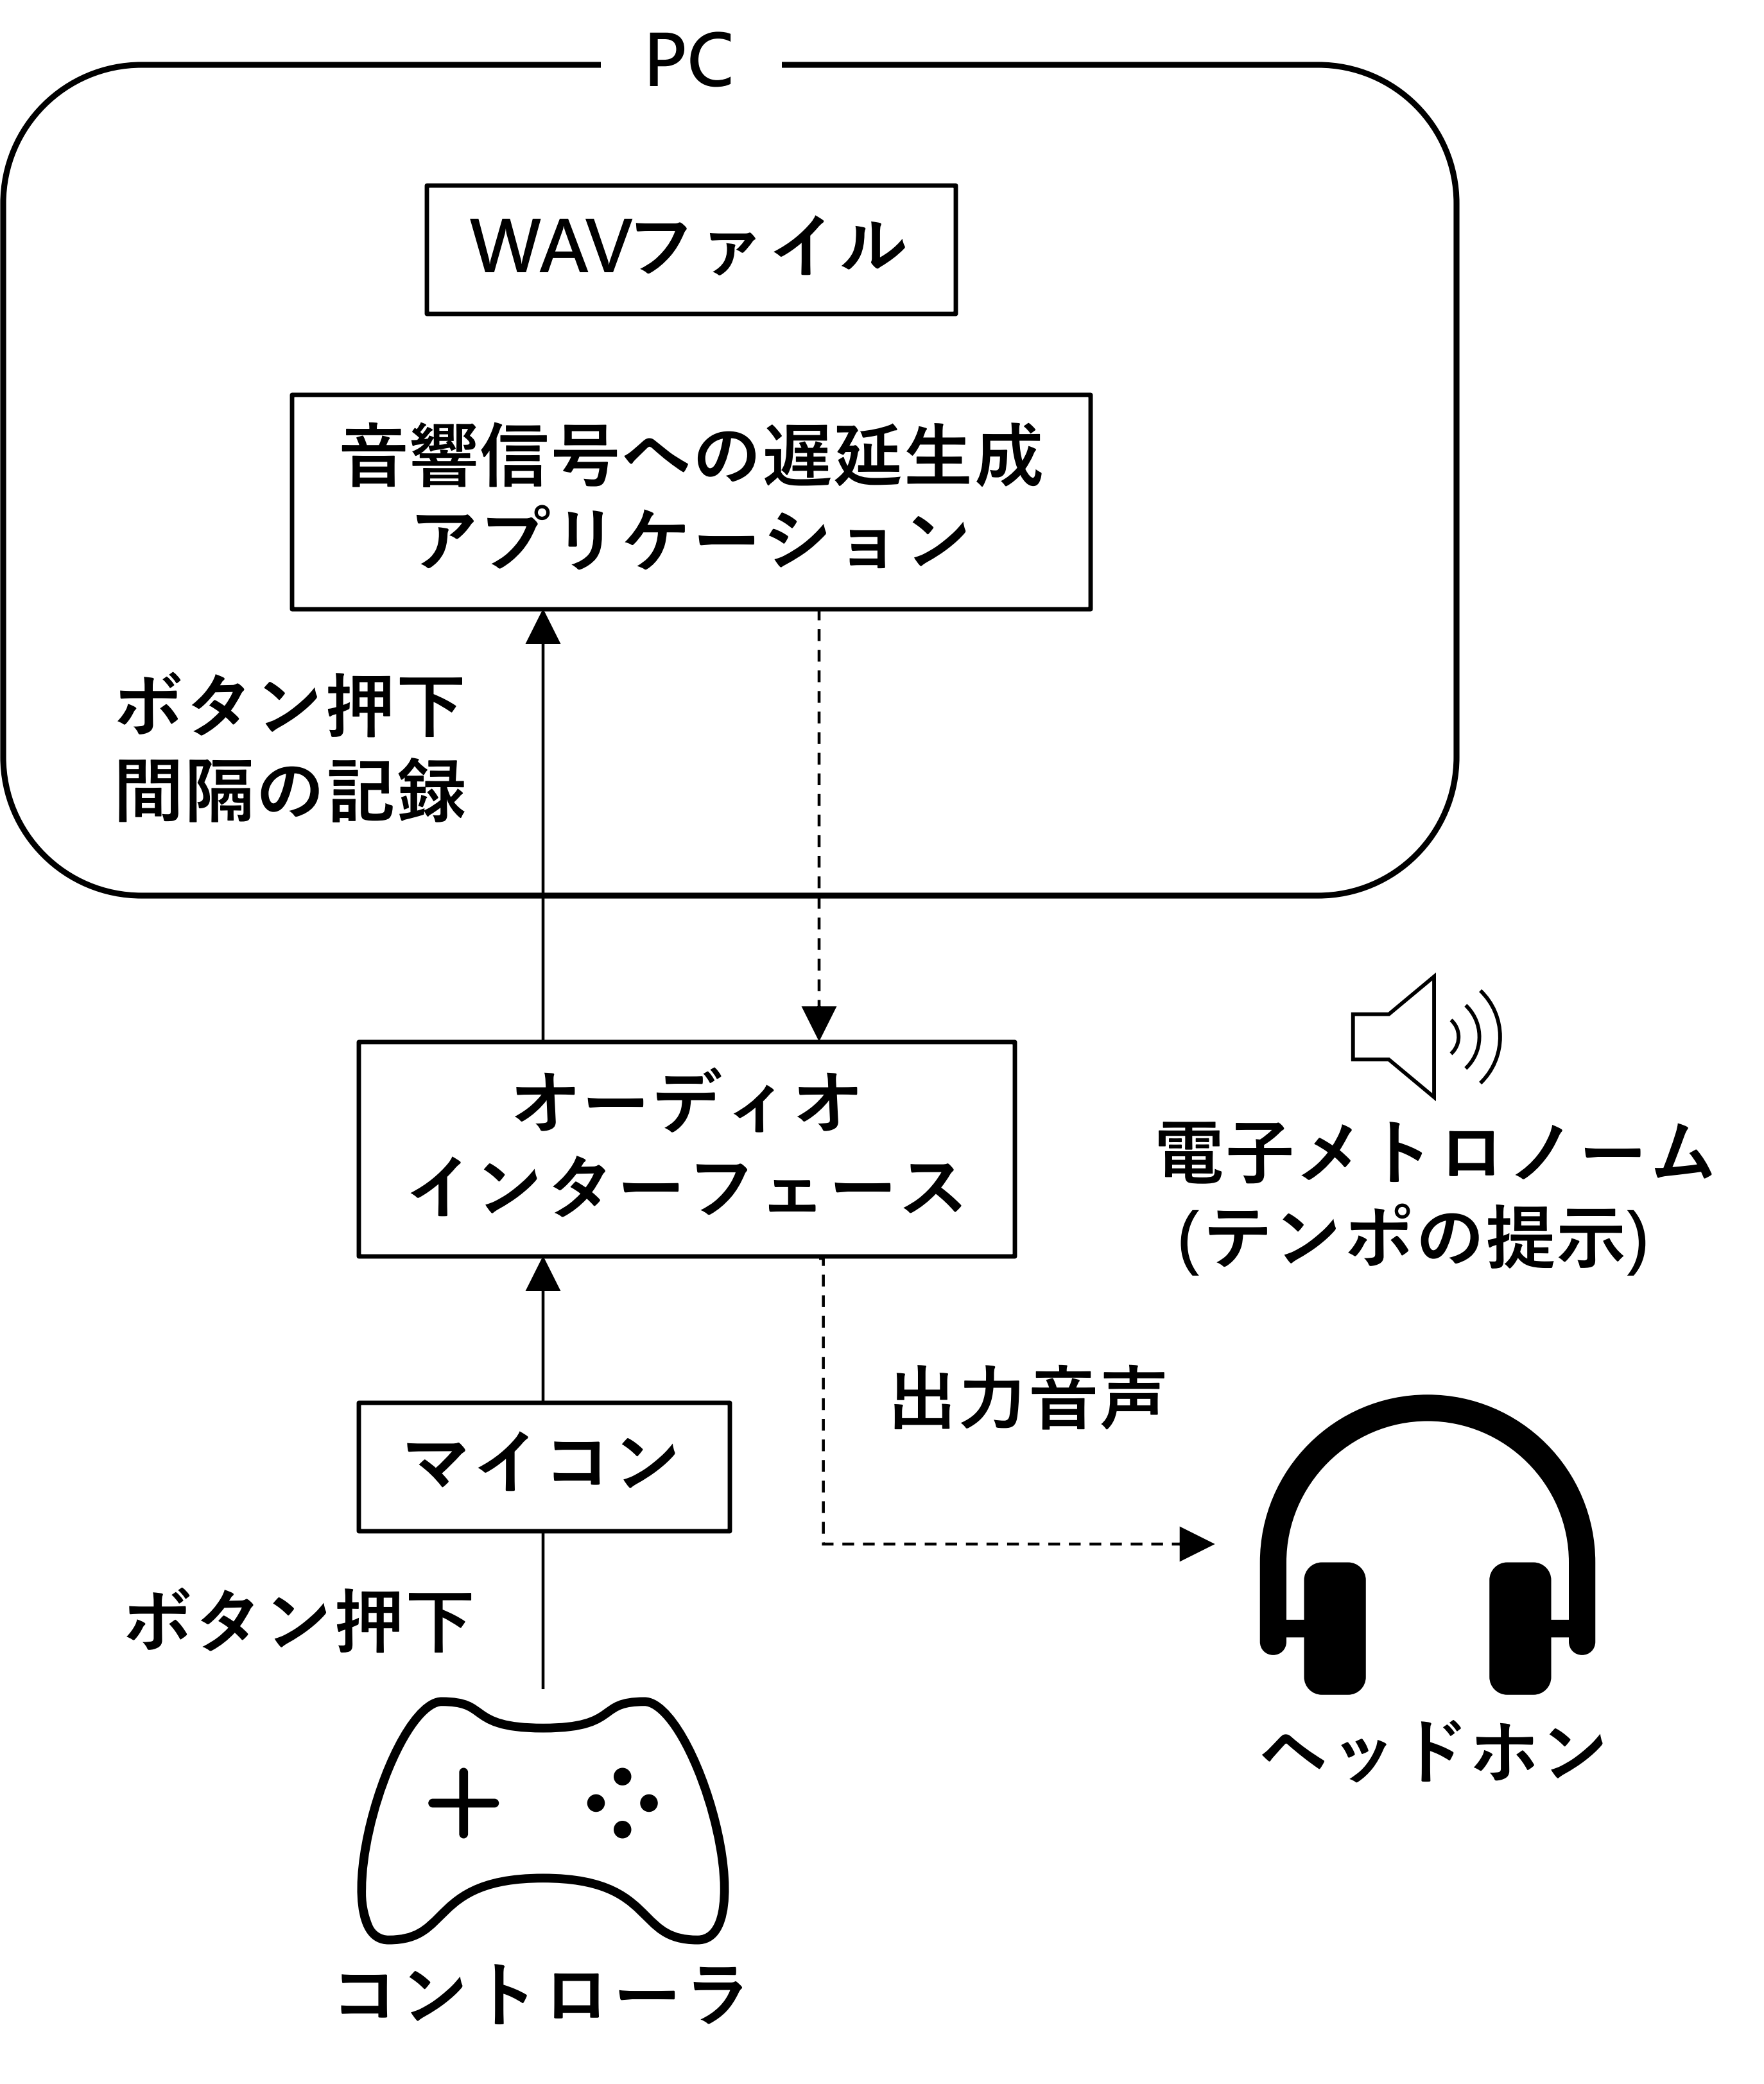 PC
WAVファイル
音響信号への遅延生成
アプリケーション
ボタン押下
間隔の記録
オーディオ
インターフェース
電子メトロノーム
(テンポの提示)
出力音声
マイコン
ボタン押下
ヘッドホン
コントローラ